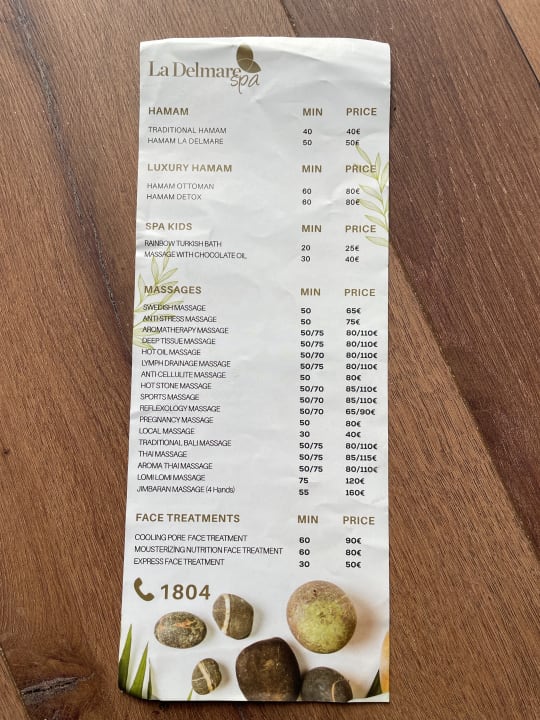 La Delmare
spa
HAMAM MIN PRICE
TRADITIONAL HAMAM 40 40€
HAMAM LA DELMARE 50 50€
LUXURY HAMAM MIN PRICE
HAMAM OTTOMAN 60 80€
HAMAM DETOX 60 80€
SPA KIDS MIN PRICE
RAINBOW TURKISH BATH 20 25€
MASSAGE WITH CHOCOLATE OIL 30 40€
MASSAGES MIN PRICE
SWEDISH MASSAGE 50 65€
ANTI-STRESS MASSAGE 50 75€
AROMATHERAPY MASSAGE 50/75 80/110€
DEEP TISSUE MASSAGE 50/75 80/110€
HOT OIL MASSAGE 50/70 80/110€
LYMPH DRAINAGE MASSAGE 50/75 80/110€
ANTI-CELLULITE MASSAGE 50 80€
HOT STONE MASSAGE 50/70 85/110€
SPORTS MASSAGE 50/70 85/110€
REFLEXOLOGY MASSAGE 50/70 65/90€
PREGNANCY MASSAGE 50 80€
LOCAL MASSAGE 30 40€
TRADITIONAL BALI MASSAGE 50/75 80/110€
THAI MASSAGE 50/75 85/115€
AROMA THAI MASSAGE 50/75 80/110€
LOMI LOMI MASSAGE 75 120€
JIMBARAN MASSAGE (4 Hands) 55 160€
FACE TREATMENTS MIN PRICE
COOLING PORE FACE TREATMENT 60 90€
MOUSTERIZING NUTRITION FACE TREATMENT 60 80€
EXPRESS FACE TREATMENT 30 50€
1804